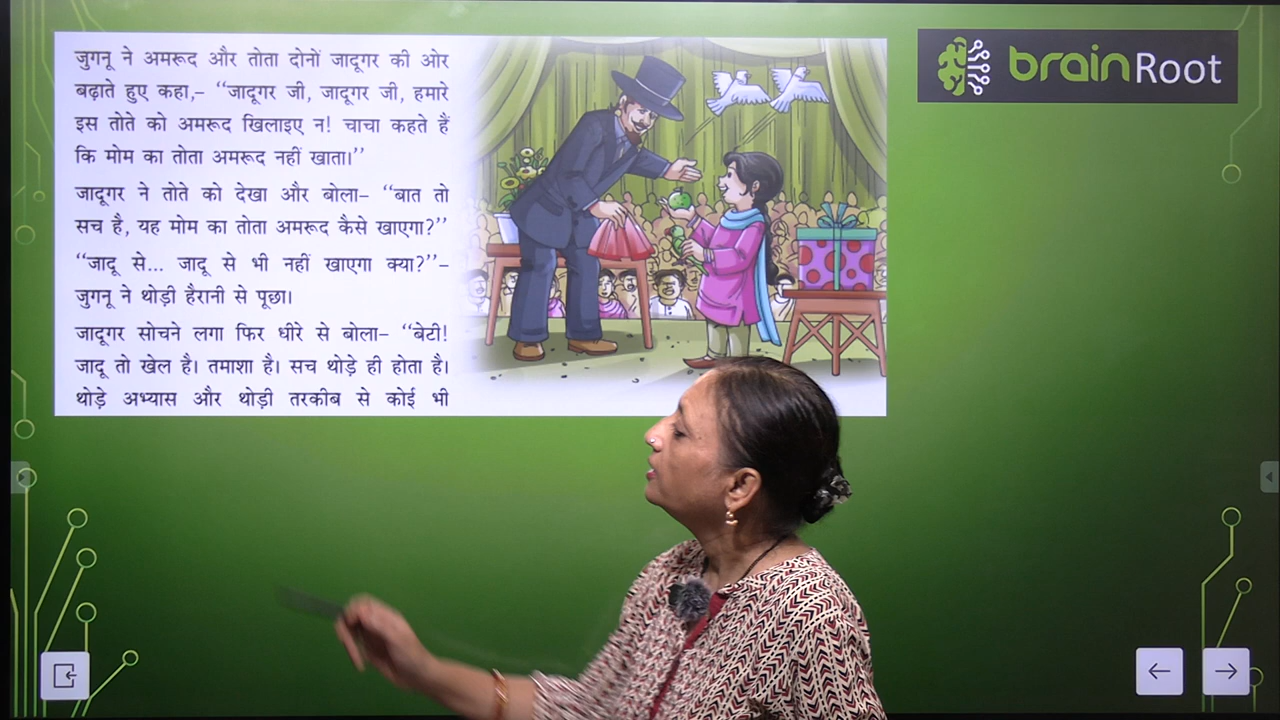 जुगनू ने अमरूद और तोता दोनों जादूगर की ओर
बढ़ाते हुए कहा,– ‘‘जादूगर जी, जादूगर जी, हमारे
इस तोते को अमरूद खिलाइए न! चाचा कहते हैं
कि मोम का तोता अमरूद नहीं खाता।’’
जादूगर ने तोते को देखा और बोला– ‘‘बात तो
सच है, यह मोम का तोता अमरूद कैसे खाएगा?’’
‘‘जादू से... जादू से भी नहीं खाएगा क्या?’’–
जुगनू ने थोड़ी हैरानी से पूछा।
जादूगर सोचने लगा फिर धीरे से बोला– ‘‘बेटी!
जादू तो खेल है। तमाशा है। सच थोड़े ही होता है।
थोड़े अभ्यास और थोड़ी तरकीब से कोई भी
brainRoot